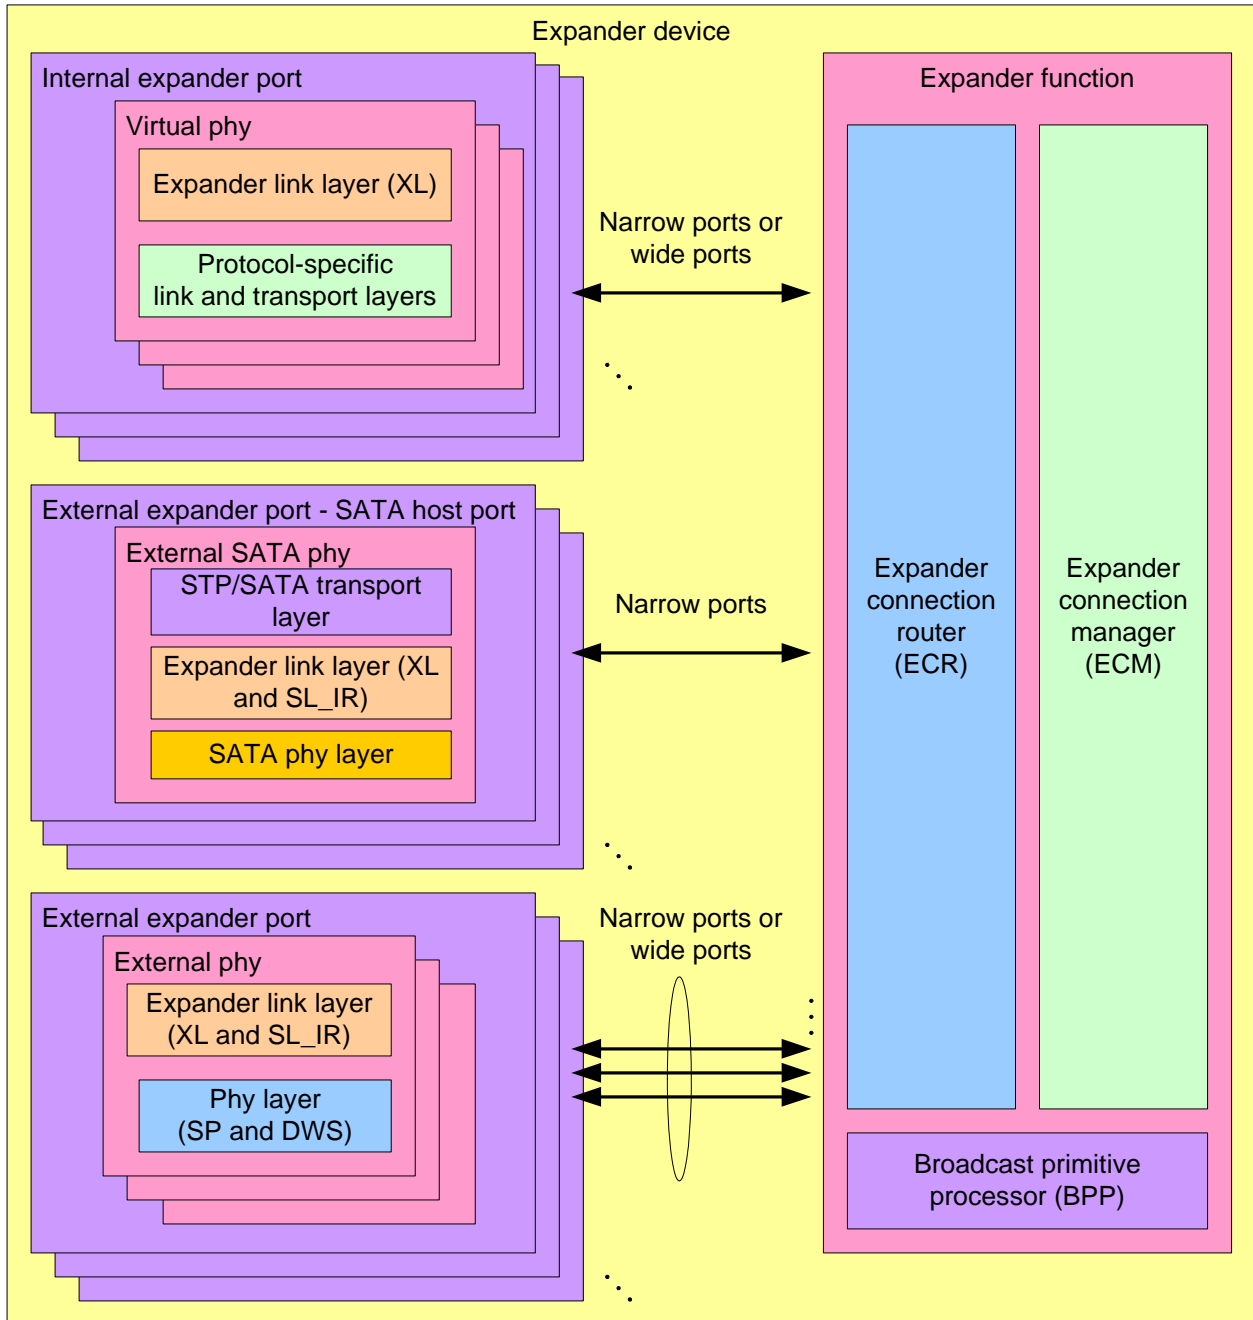 Expander device
Internal expander port
Virtual phy
Expander link layer (XL)
Protocol-specific
link and transport layers
Narrow ports or
wide ports
External expander port - SATA host port
External SATA phy
STP/SATA transport
layer
Expander link layer (XL
and SL_IR)
SATA phy layer
Narrow ports
External expander port
External phy
Expander link layer
(XL and SL_IR)
Phy layer
(SP and DWS)
Narrow ports or
wide ports
Expander function
Expander
connection
router
(ECR)
Expander
connection
manager
(ECM)
Broadcast primitive
processor (BPP)